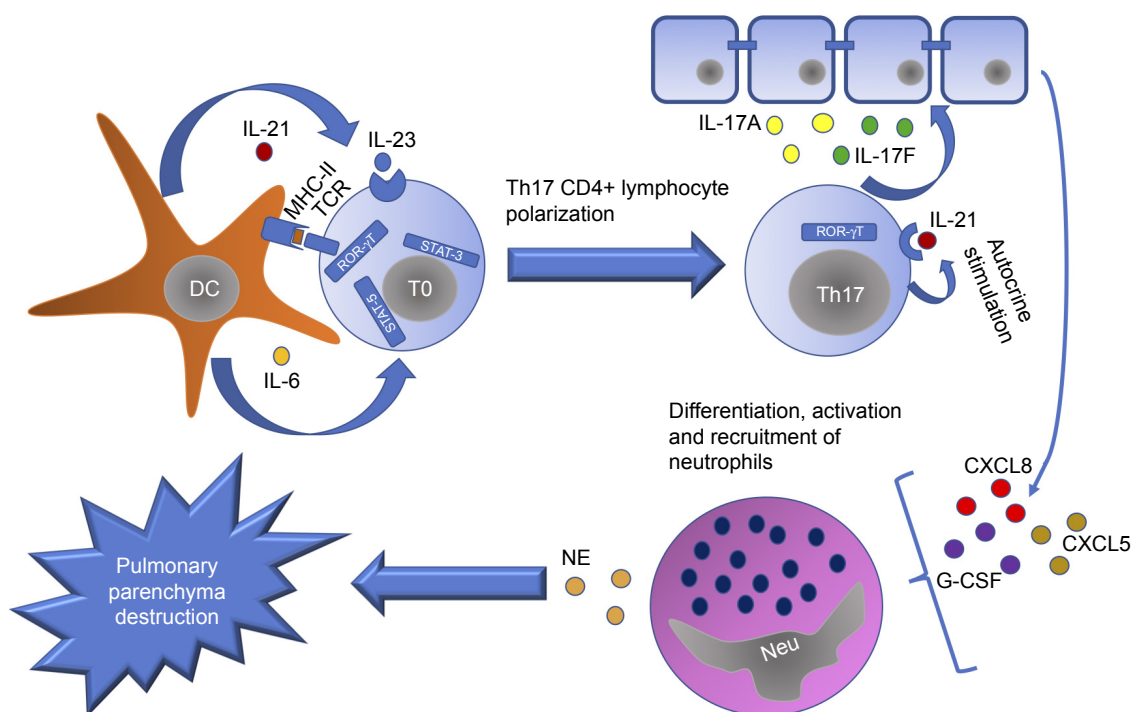 IL-21
IL-23
MHC-II
TCR
ROR-γT
STAT-3
STAT-5
DC
T0
IL-6
Th17 CD4+ lymphocyte
polarization
IL-17A
IL-17F
ROR-γT
IL-21
Th17
Autocrine
stimulation
Differentiation, activation
and recruitment of
neutrophils
CXCL8
CXCL5
G-CSF
Neu
NE
Pulmonary
parenchyma
destruction